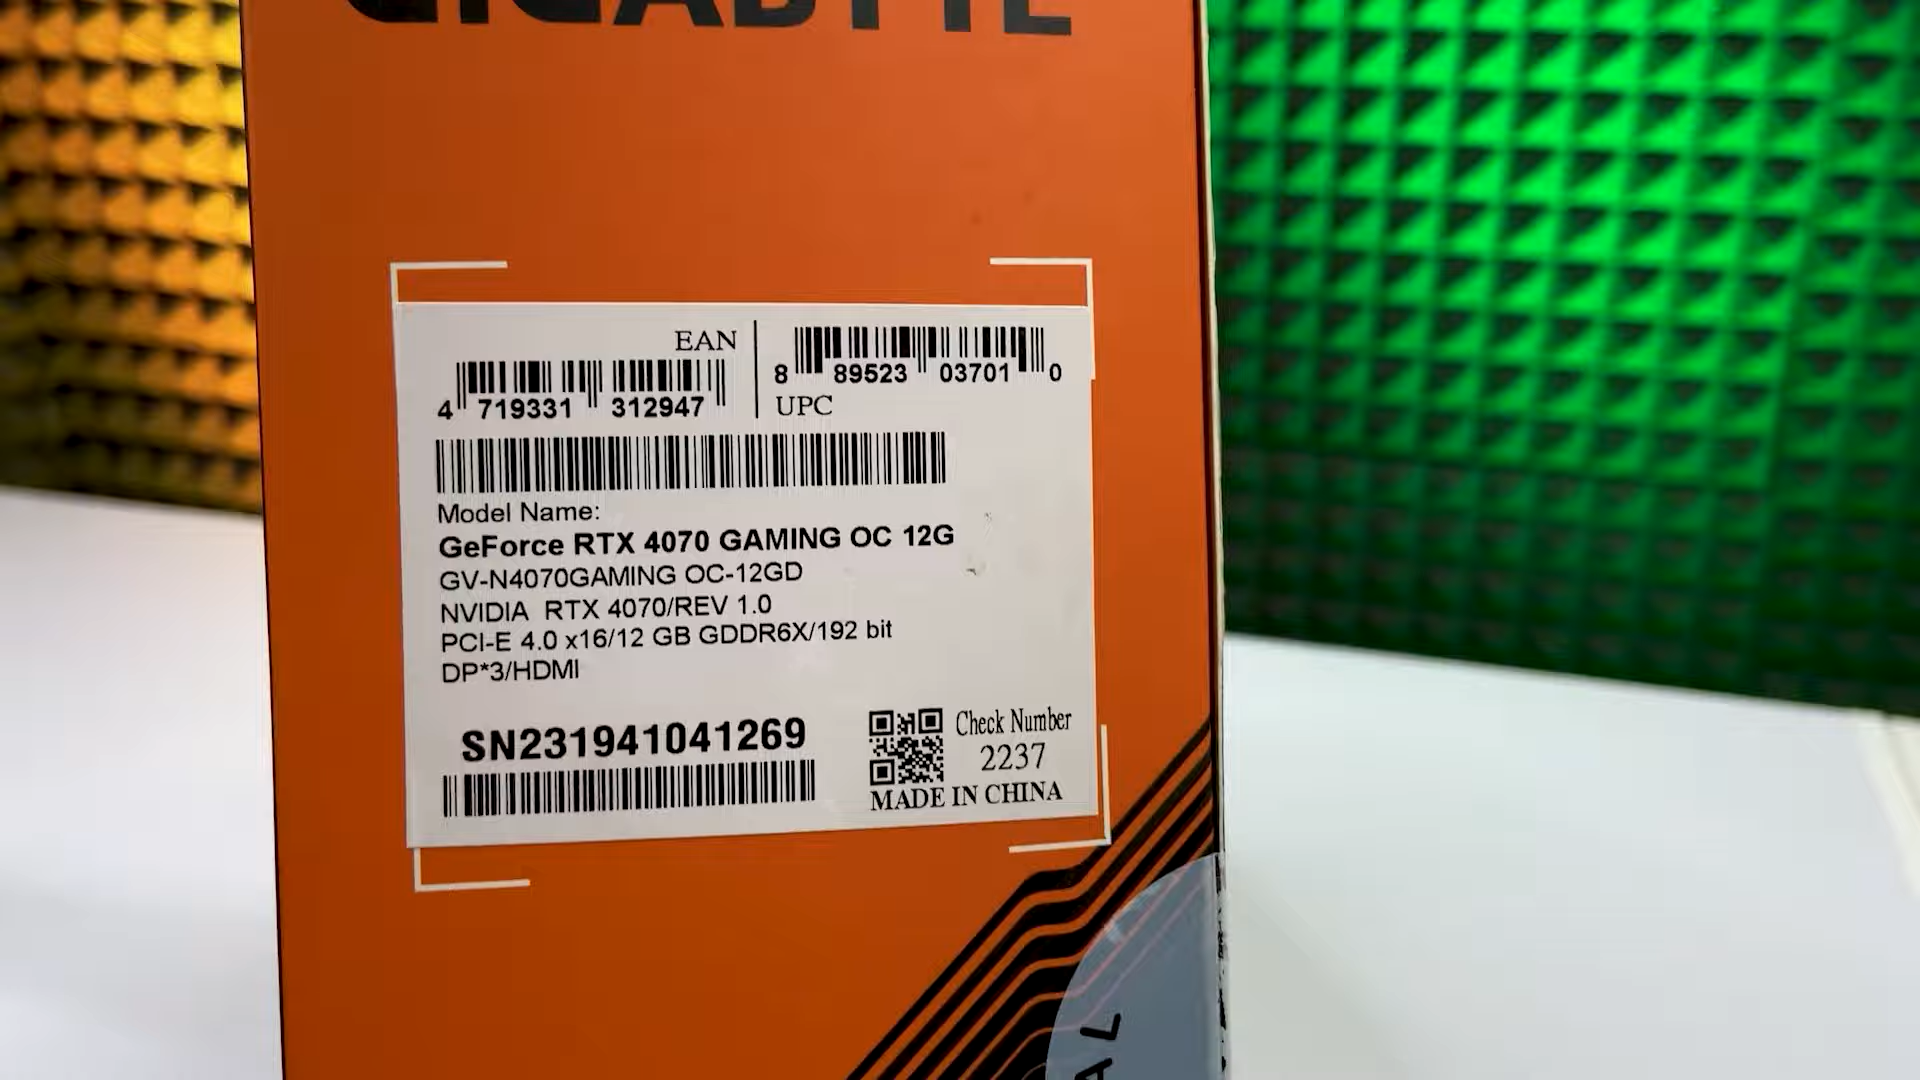 GIGABYTE
EAN
4 719331 312947
8 89523 03701 0
UPC
Model Name:
GeForce RTX 4070 GAMING OC 12G
GV-N4070GAMING OC-12GD
NVIDIA RTX 4070/REV 1.0
PCI-E 4.0 x16/12 GB GDDR6X/192 bit
DP*3/HDMI
SN231941041269
Check Number
2237
MADE IN CHINA